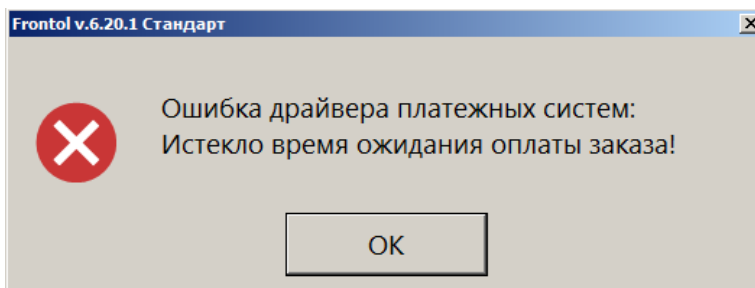 Frontol v.6.20.1 Стандарт
Ошибка драйвера платежных систем:
Истекло время ожидания оплаты заказа!
OK